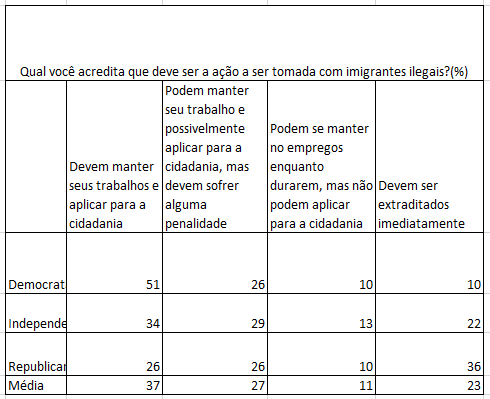 Qual você acredita que deve ser a ação a ser tomada com imigrantes ilegais?(%)
Devem manter
seus trabalhos e
aplicar para a
cidadania
Podem manter
seu trabalho e
possivelmente
aplicar para a
cidadania, mas
devem sofrer
alguma
penalidade
Podem se manter
no empregos
enquanto
durarem, mas não
podem aplicar
para a cidadania
Devem ser
extraditados
imediatamente
Democrat 51 26 10 10
Independe 34 29 13 22
Republicar 26 26 10 36
Média 37 27 11 23